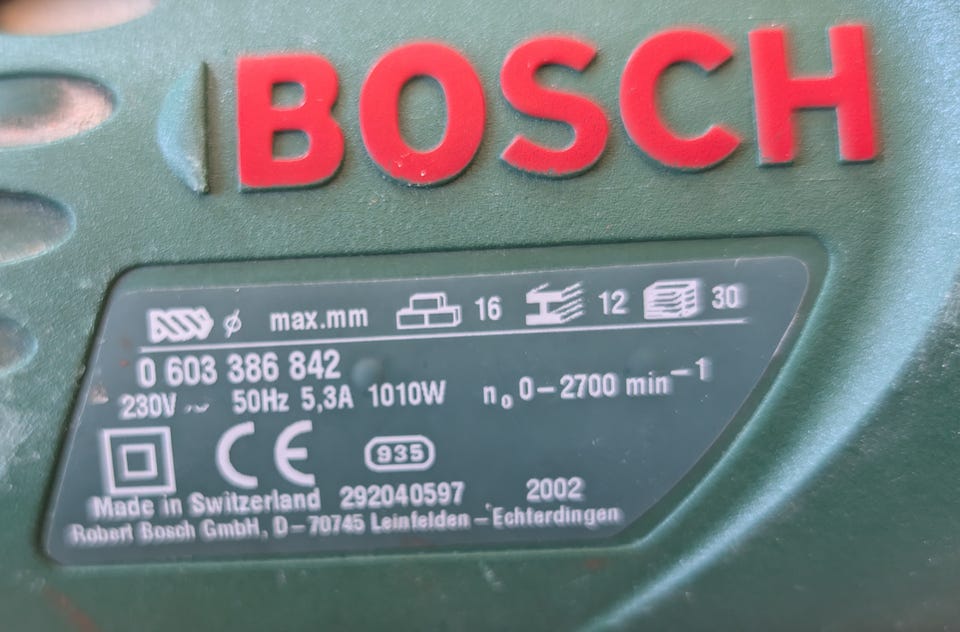 BOSCH
ø max.mm 16 12 30
0 603 386 842
230V ~ 50Hz 5,3A 1010W n₀ 0–2700 min⁻¹
CE 935
Made in Switzerland 292040597 2002
Robert Bosch GmbH, D–70745 Leinfelden–Echterdingen